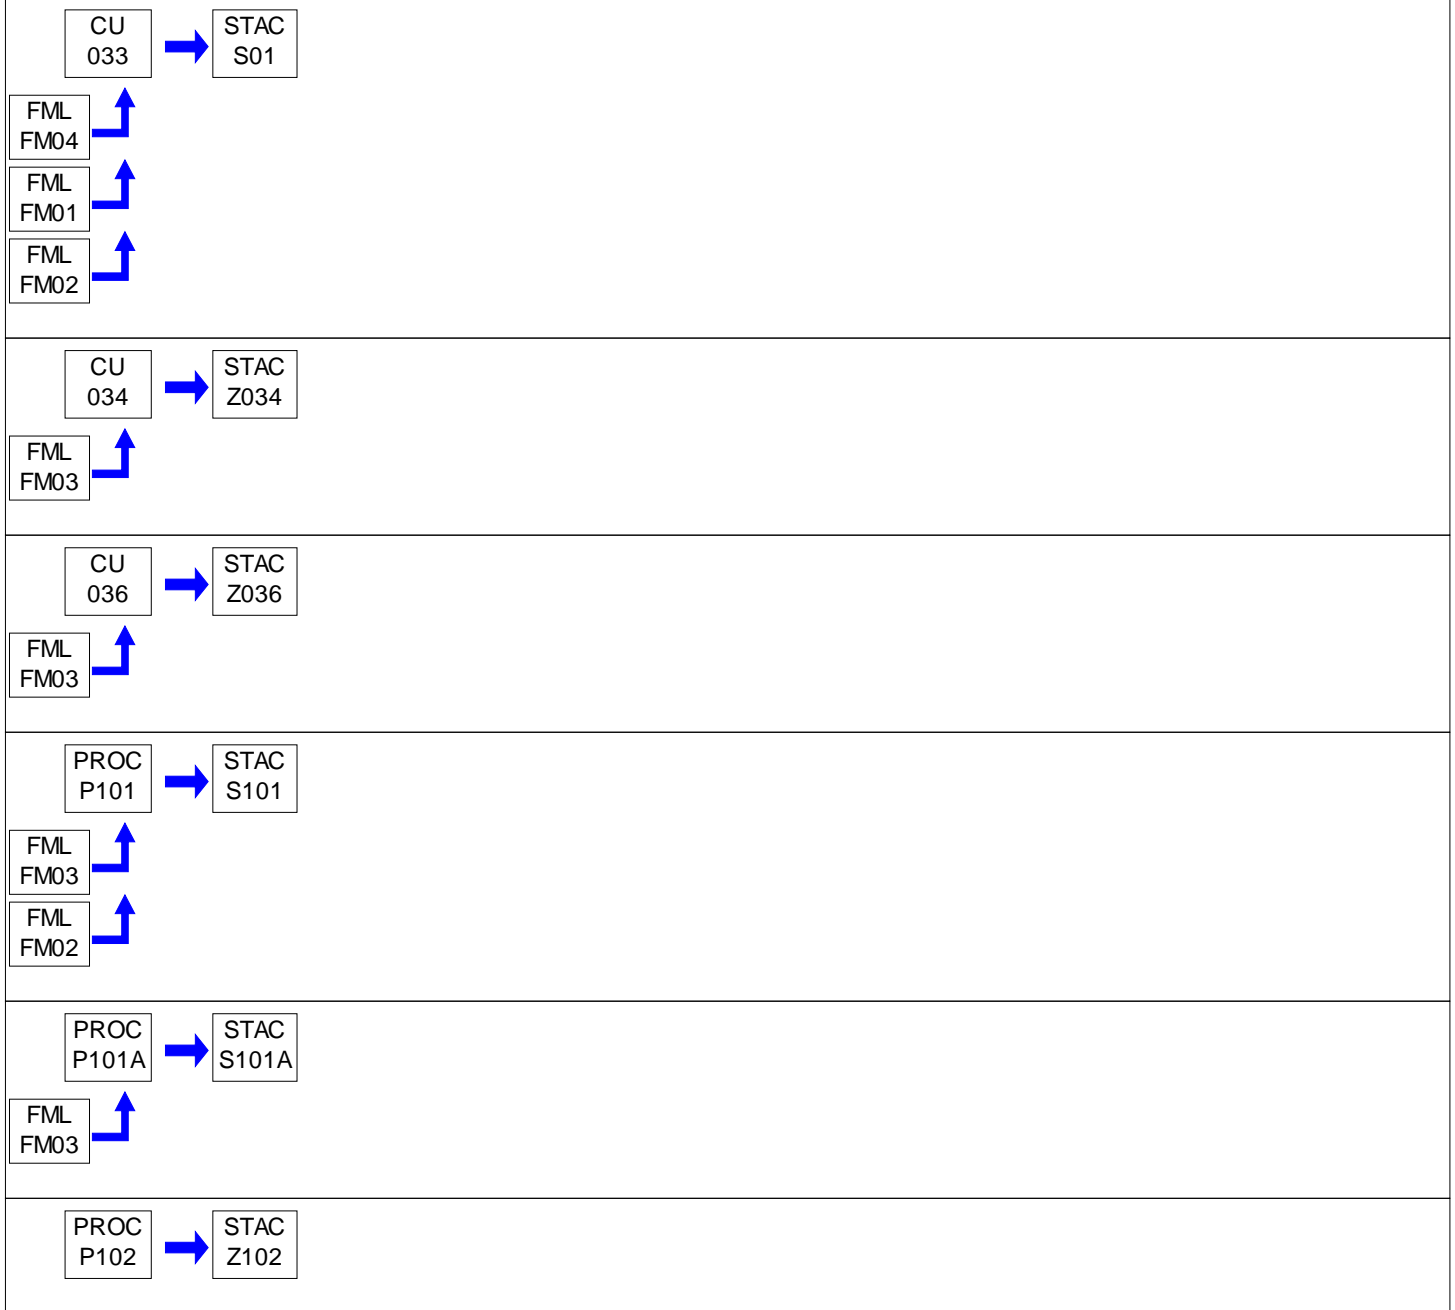 CU
033
STAC
S01
FML
FM04
FML
FM01
FML
FM02
CU
034
STAC
Z034
FML
FM03
CU
036
STAC
Z036
FML
FM03
PROC
P101
STAC
S101
FML
FM03
FML
FM02
PROC
P101A
STAC
S101A
FML
FM03
PROC
P102
STAC
Z102